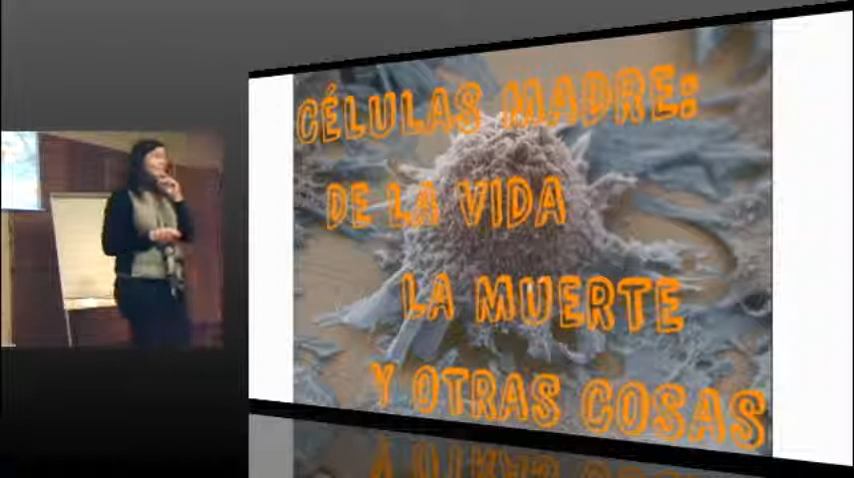 CÉLULAS MADRE:
DE LA VIDA
LA MUERTE
Y OTRAS COSAS